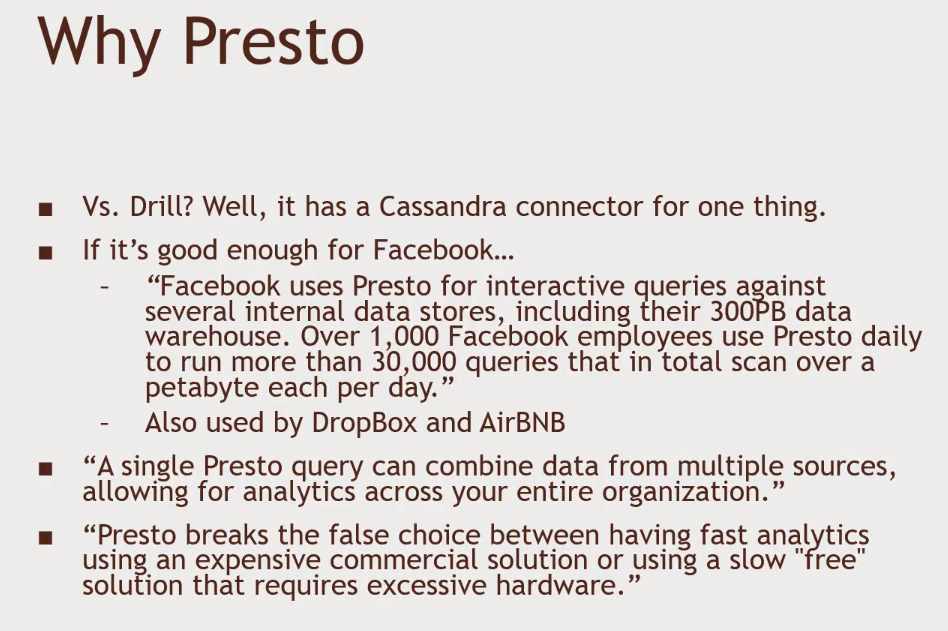 Why Presto
■ Vs. Drill? Well, it has a Cassandra connector for one thing.
■ If it’s good enough for Facebook…
– “Facebook uses Presto for interactive queries against
several internal data stores, including their 300PB data
warehouse. Over 1,000 Facebook employees use Presto daily
to run more than 30,000 queries that in total scan over a
petabyte each per day.”
– Also used by DropBox and AirBNB
■ “A single Presto query can combine data from multiple sources,
allowing for analytics across your entire organization.”
■ “Presto breaks the false choice between having fast analytics
using an expensive commercial solution or using a slow "free"
solution that requires excessive hardware.”